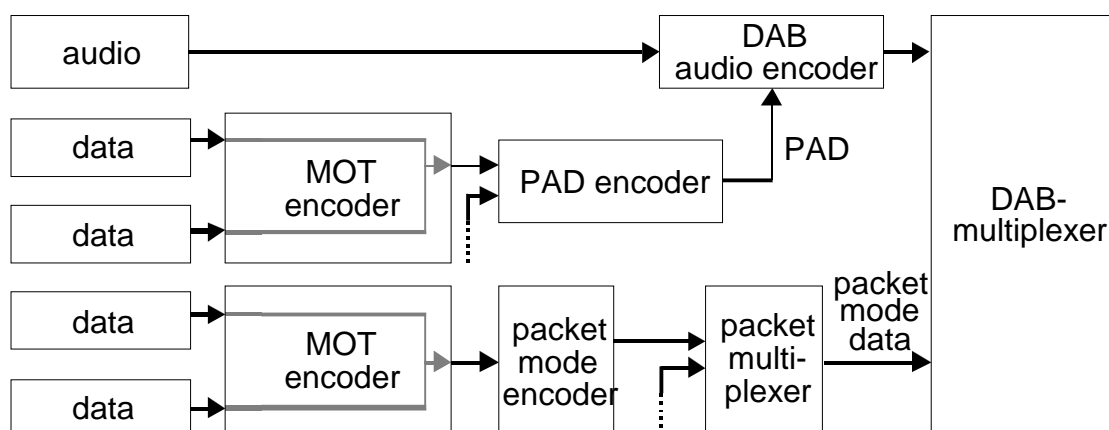 audio
DAB
audio encoder
data
MOT
encoder
PAD encoder
PAD
data
DAB-
multiplexer
data
MOT
encoder
packet
mode
encoder
packet
multi-
plexer
packet
mode
data
data